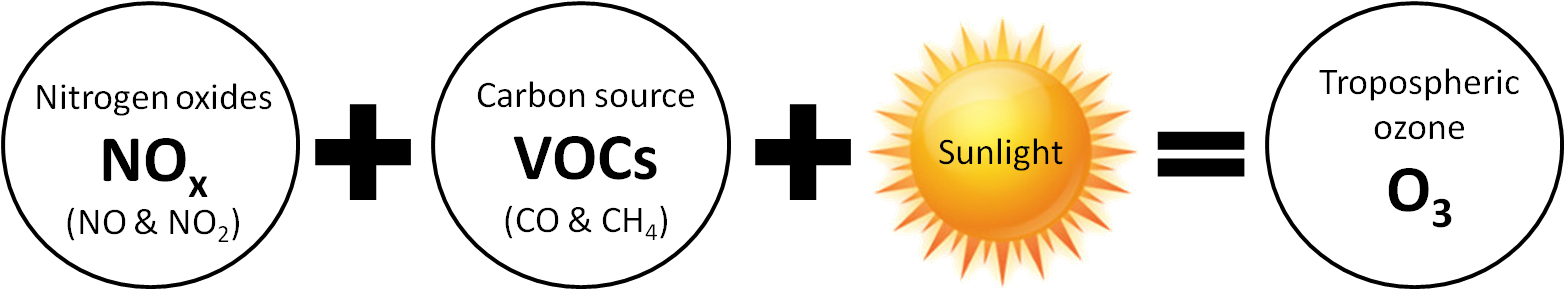 Nitrogen oxides
NOₓ
(NO & NO₂)
Carbon source
VOCs
(CO & CH₄)
Sunlight
Tropospheric
ozone
O₃